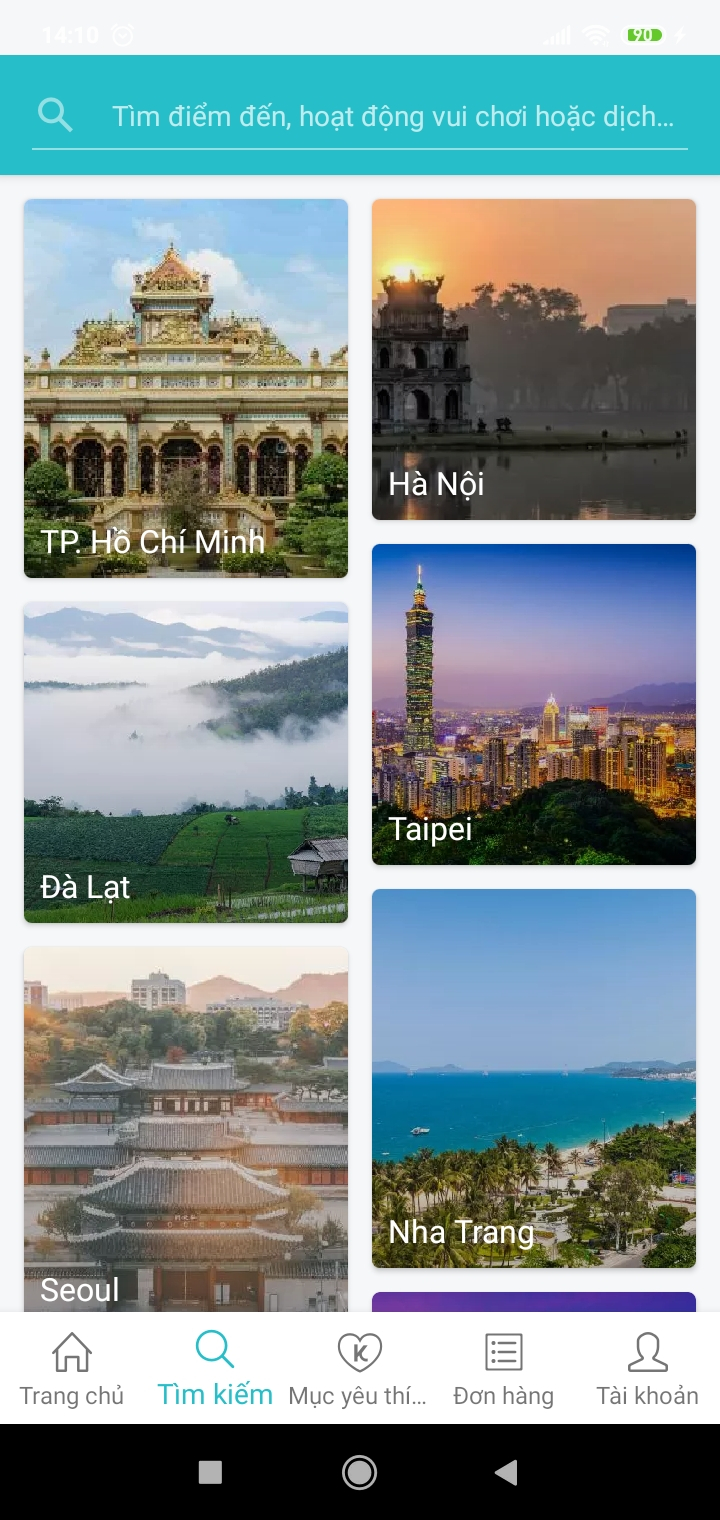 14:10
90
Tìm điểm đến, hoạt động vui chơi hoặc dịch...
TP. Hồ Chí Minh
Hà Nội
Đà Lạt
Taipei
Seoul
Nha Trang
Trang chủ
Tìm kiếm
Mục yêu thí...
Đơn hàng
Tài khoản